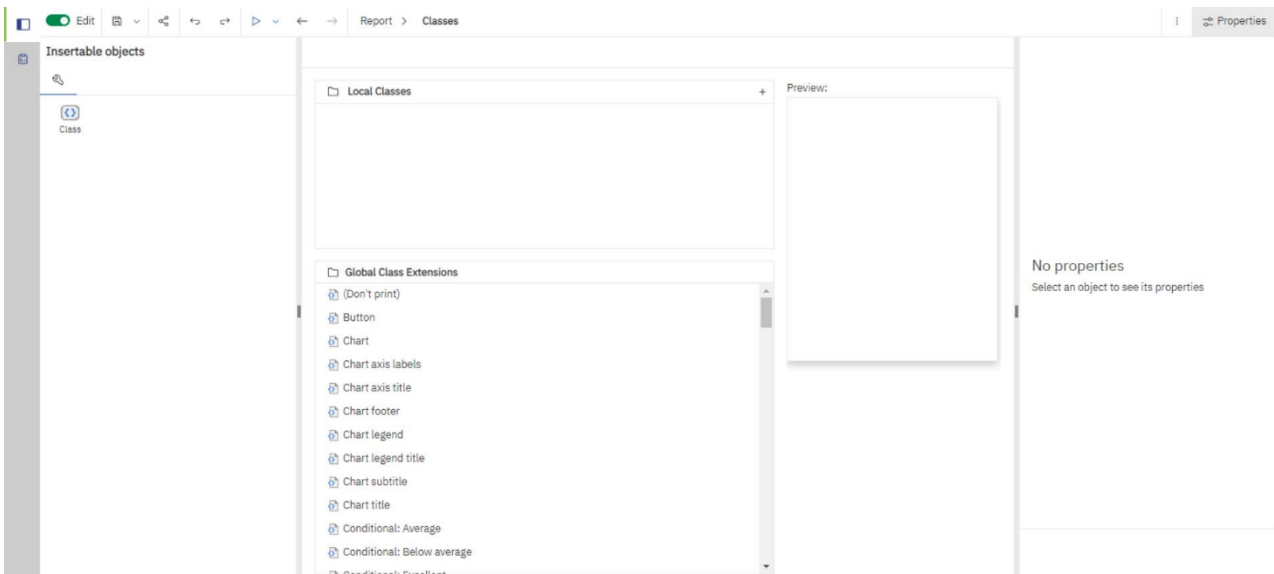 Edit
Report > Classes
Properties
Insertable objects
Class
Local Classes +
Preview:
Global Class Extensions
(Don't print)
Button
Chart
Chart axis labels
Chart axis title
Chart footer
Chart legend
Chart legend title
Chart subtitle
Chart title
Conditional: Average
Conditional: Below average
Conditional: Excellent
No properties
Select an object to see its properties